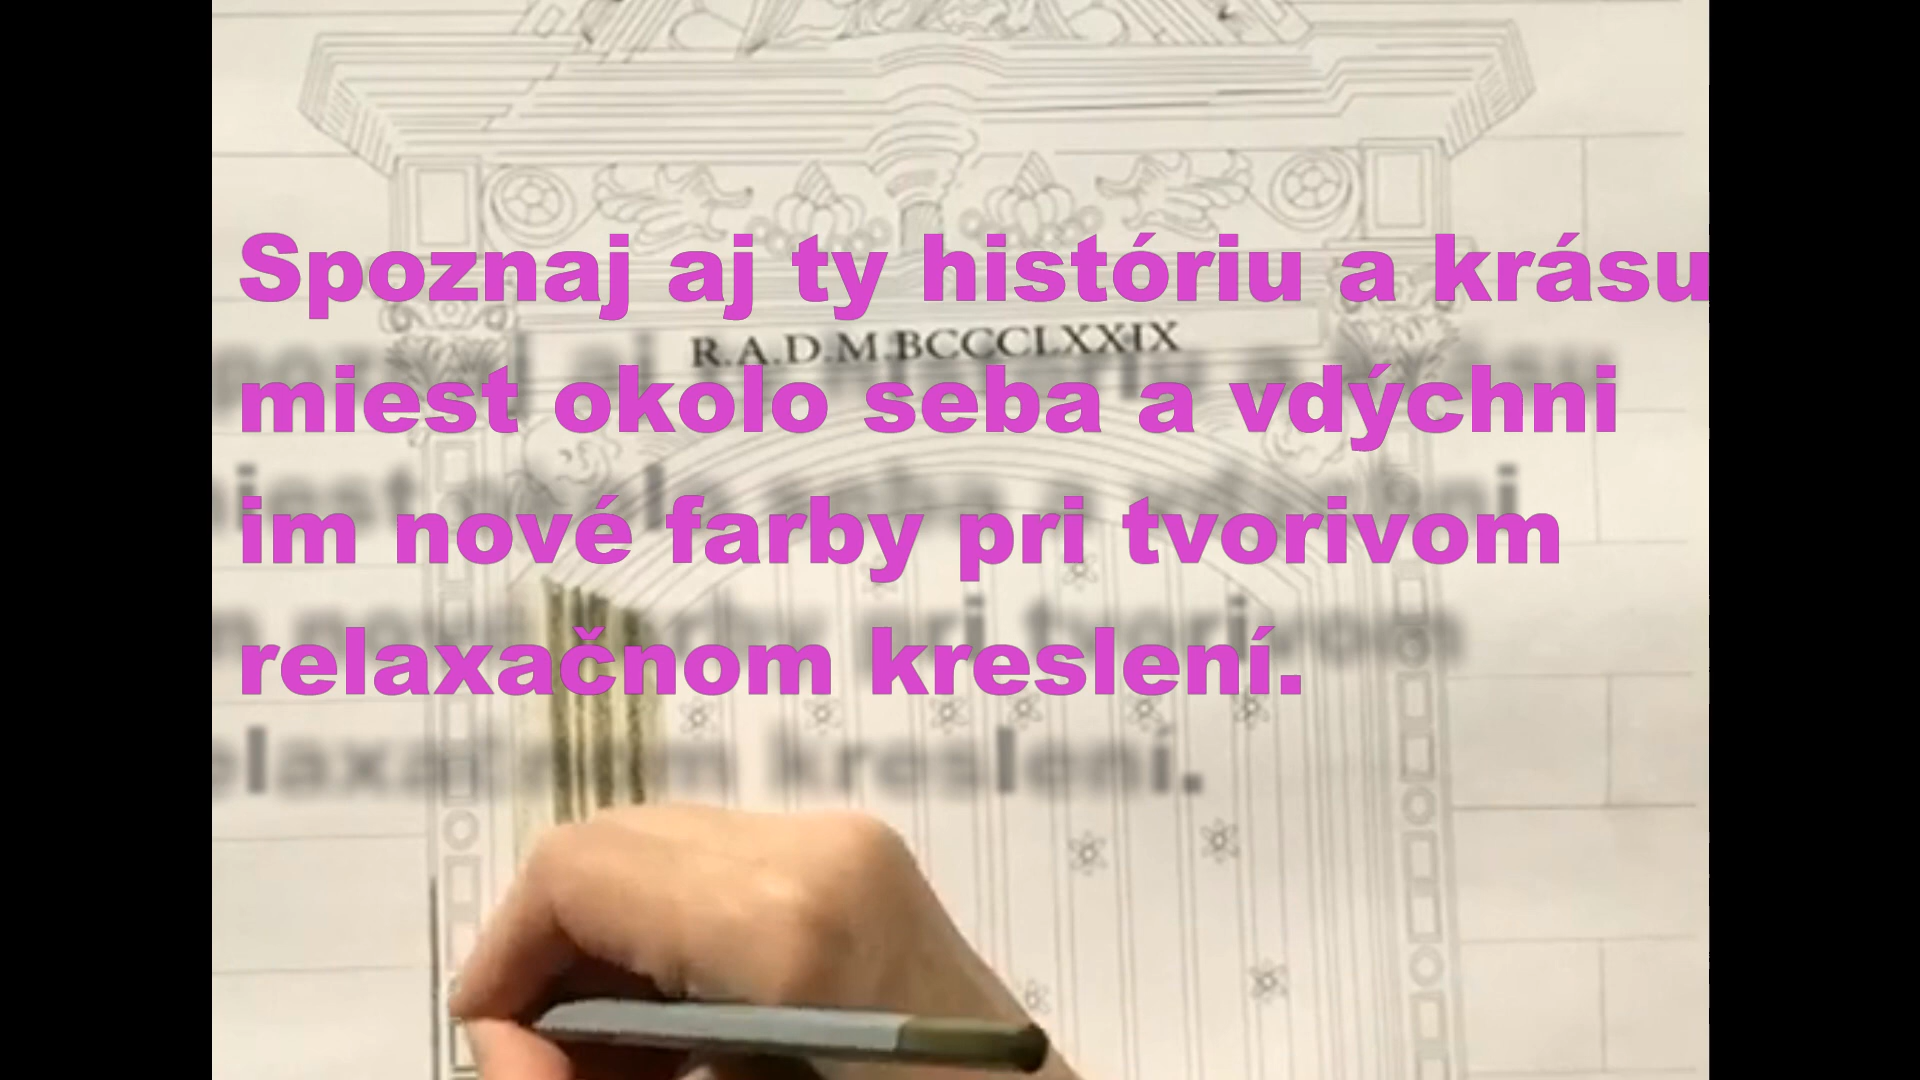 Spoznaj aj ty históriu a krásu
R.A.D.M.BCCCLXXIX
miest okolo seba a vdýchni
im nové farby pri tvorivom
relaxačnom kreslení.